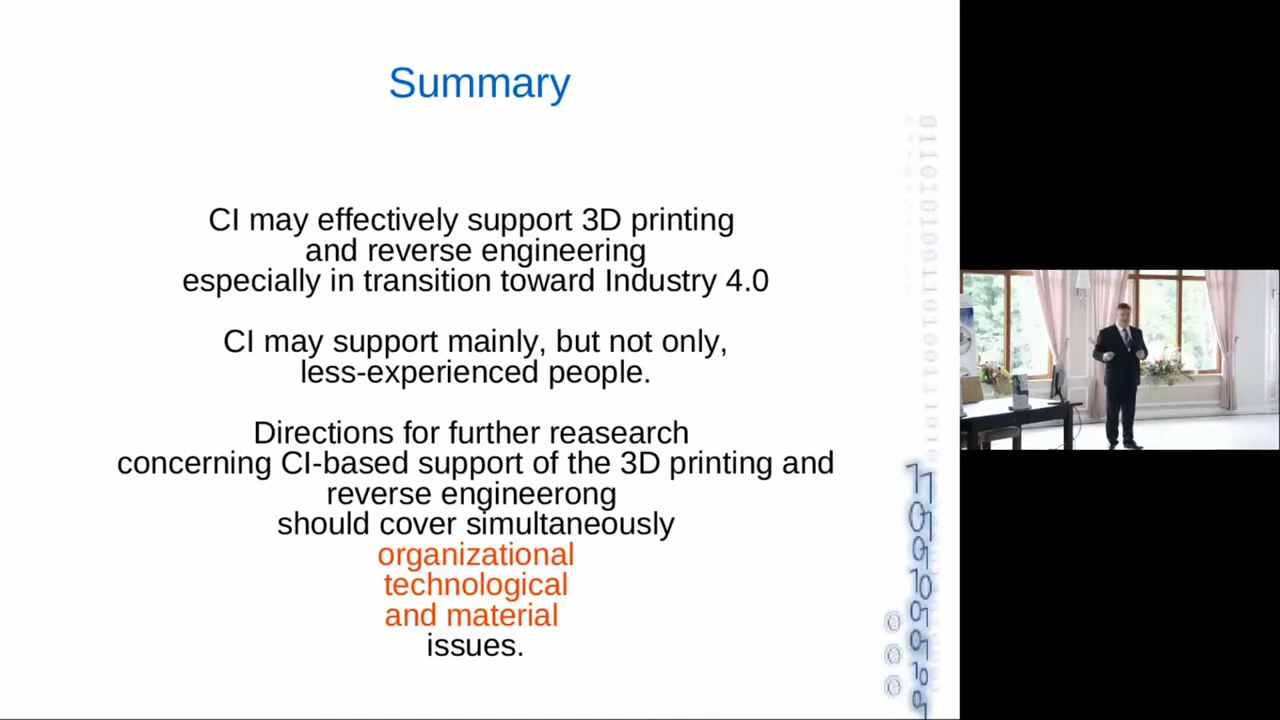 Summary
CI may effectively support 3D printing
and reverse engineering
especially in transition toward Industry 4.0
CI may support mainly, but not only,
less-experienced people.
Directions for further reasearch
concerning CI-based support of the 3D printing and
reverse engineerong
should cover simultaneously
organizational
technological
and material
issues.